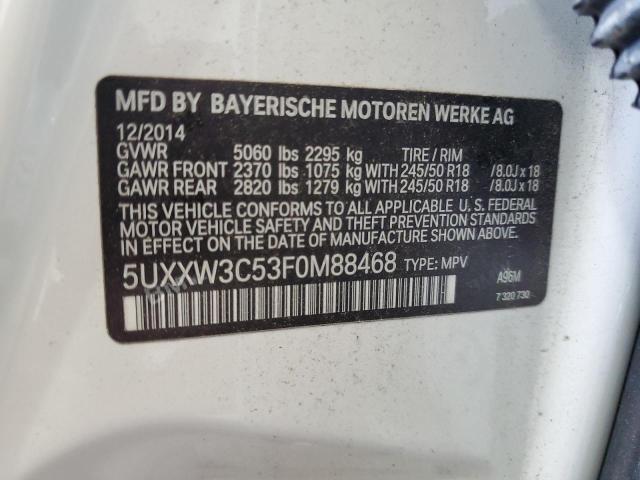 MFD BY BAYERISCHE MOTOREN WERKE AG
12/2014
GVWR 5060 lbs 2295 kg TIRE / RIM
GAWR FRONT 2370 lbs 1075 kg WITH 245/50 R18 /8.0J x 18
GAWR REAR 2820 lbs 1279 kg WITH 245/50 R18 /8.0J x 18
THIS VEHICLE CONFORMS TO ALL APPLICABLE U. S. FEDERAL
MOTOR VEHICLE SAFETY AND THEFT PREVENTION STANDARDS
IN EFFECT ON THE DATE OF MANUFACTURE SHOWN ABOVE.
5UXXW3C53F0M88468 TYPE: MPV
A96M
7 320 730